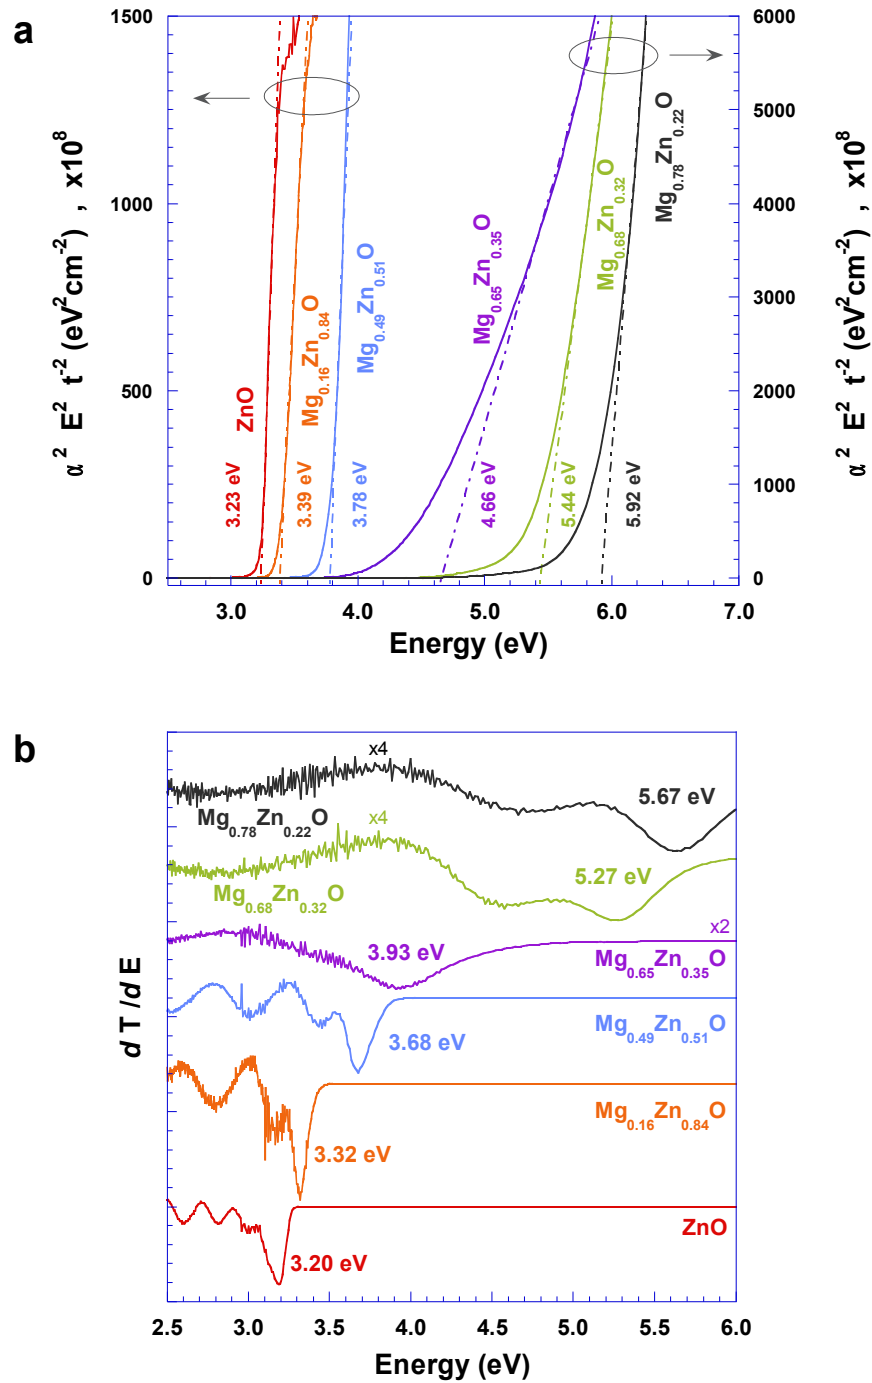 a
1500
1000
500
0
α² E² t⁻² (eV²cm⁻²) , x10⁸
6000
5000
4000
3000
2000
1000
0
α² E² t⁻² (eV²cm⁻²) , x10⁸
ZnO
Mg0.16Zn0.84O
Mg0.49Zn0.51O
Mg0.65Zn0.35O
Mg0.68Zn0.32O
Mg0.78Zn0.22O
3.23 eV
3.39 eV
3.78 eV
4.66 eV
5.44 eV
5.92 eV
3.0 4.0 5.0 6.0 7.0
Energy (eV)
b
d T /d E
x4
5.67 eV
Mg0.78Zn0.22O
x4
5.27 eV
Mg0.68Zn0.32O
x2
3.93 eV
Mg0.65Zn0.35O
3.68 eV
Mg0.49Zn0.51O
Mg0.16Zn0.84O
3.32 eV
ZnO
3.20 eV
2.5 3.0 3.5 4.0 4.5 5.0 5.5 6.0
Energy (eV)